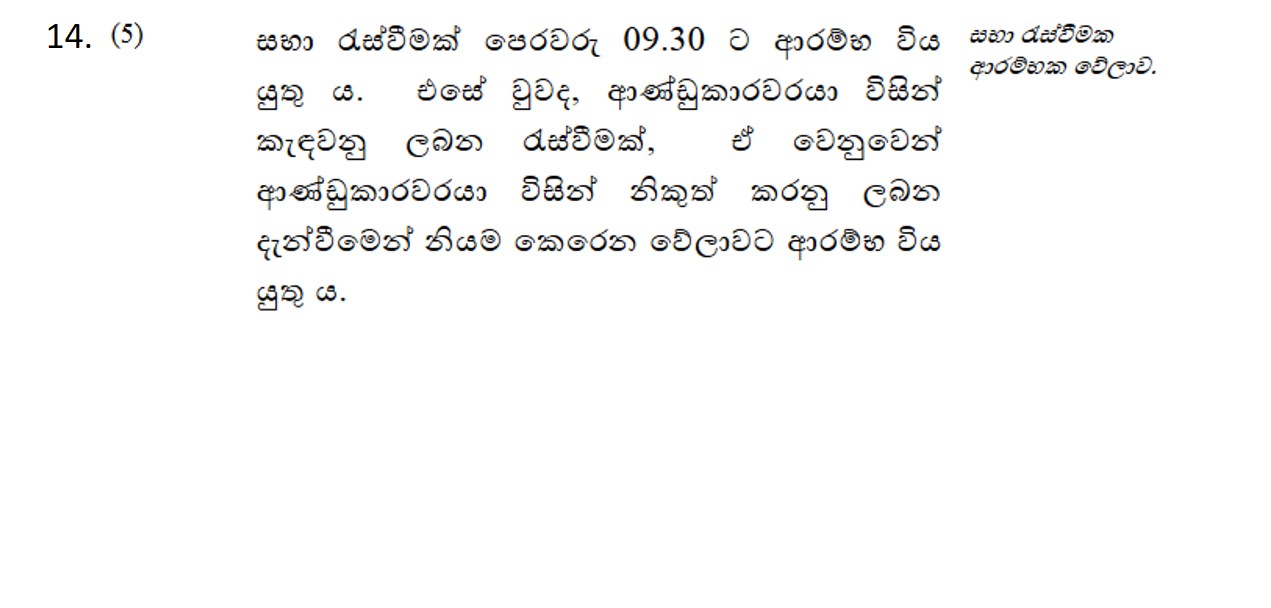 14. (5)
සභා රැස්වීමක් පෙරවරු 09.30 ට ආරම්භ විය
යුතු ය. එසේ වුවද, ආණ්ඩුකාරවරයා විසින්
කැඳවනු ලබන රැස්වීමක්, ඒ වෙනුවෙන්
ආණ්ඩුකාරවරයා විසින් නිකුත් කරනු ලබන
දැන්වීමෙන් නියම කෙරෙන වේලාවට ආරම්භ විය
යුතු ය.
සභා රැස්වීමක
ආරම්භක වේලාව.